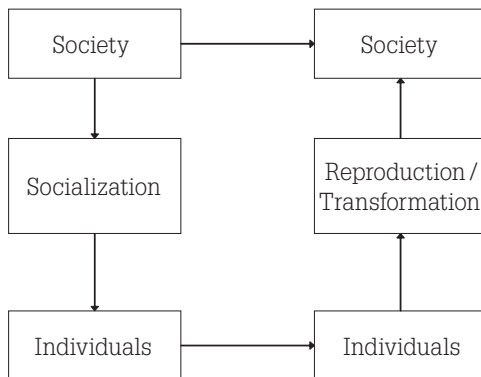 Society
Society
Socialization
Reproduction /
Transformation
Individuals
Individuals